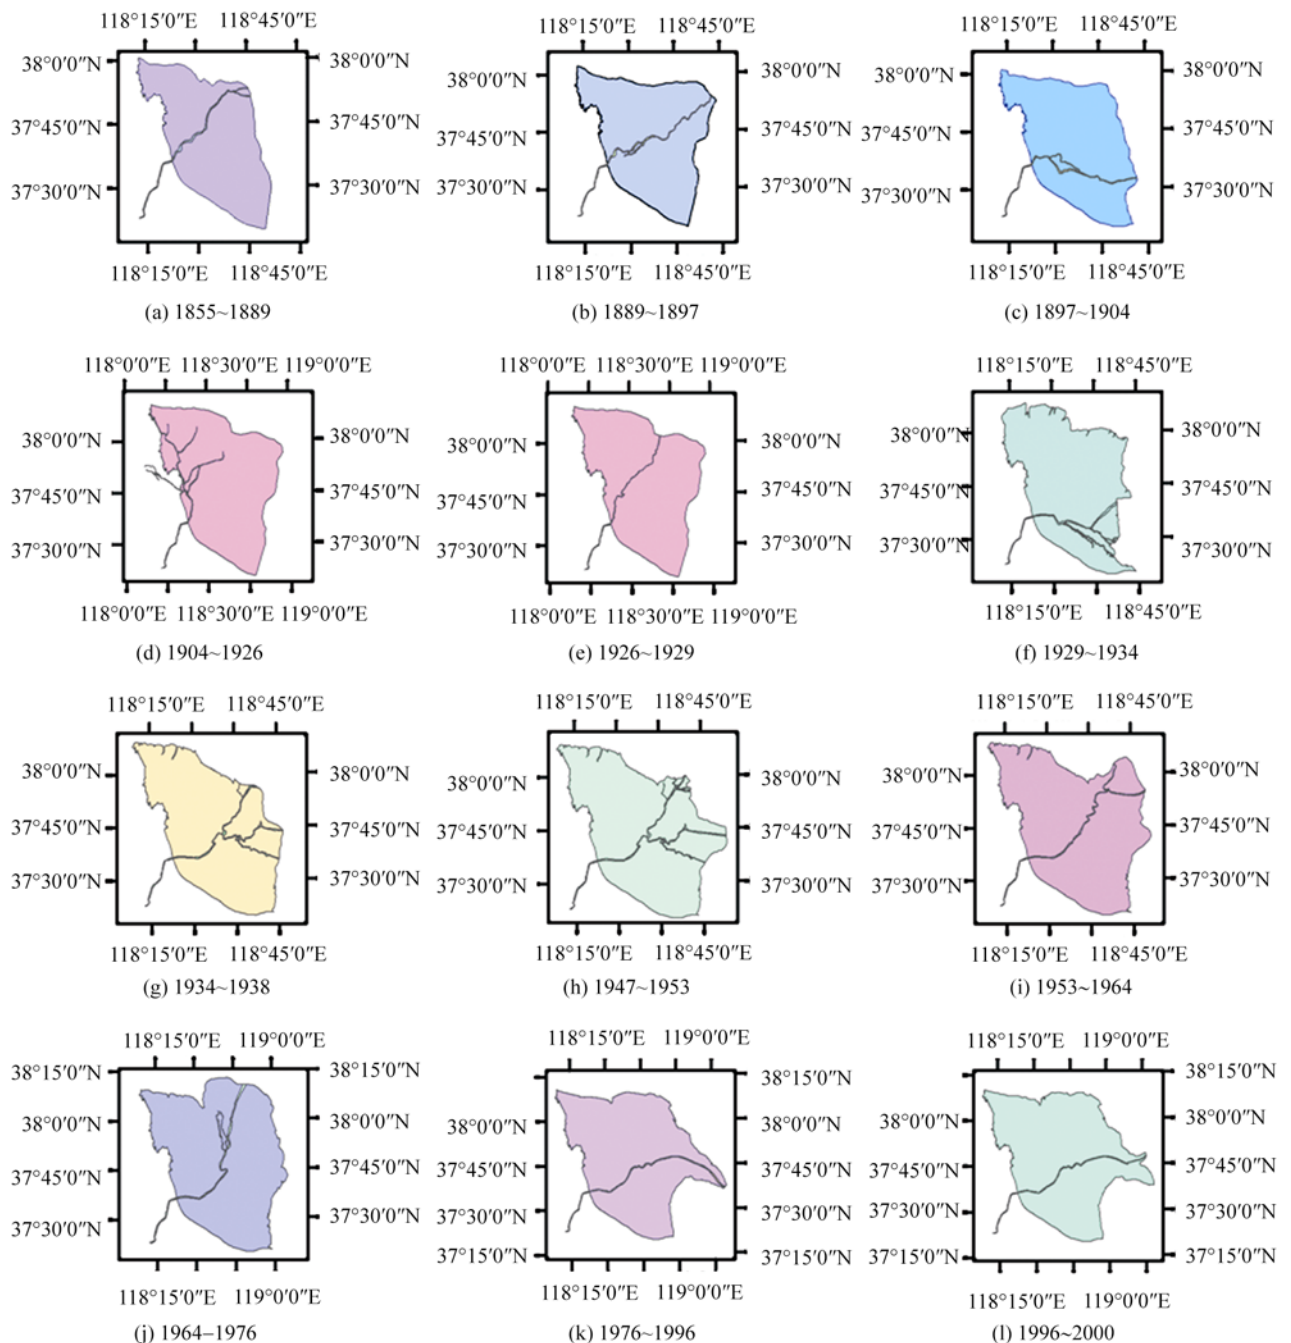 118°15′0″E 118°45′0″E
38°0′0″N 38°0′0″N
37°45′0″N 37°45′0″N
37°30′0″N 37°30′0″N
118°15′0″E 118°45′0″E
(a) 1855~1889
118°15′0″E 118°45′0″E
38°0′0″N 38°0′0″N
37°45′0″N 37°45′0″N
37°30′0″N 37°30′0″N
118°15′0″E 118°45′0″E
(b) 1889~1897
118°15′0″E 118°45′0″E
38°0′0″N 38°0′0″N
37°45′0″N 37°45′0″N
37°30′0″N 37°30′0″N
118°15′0″E 118°45′0″E
(c) 1897~1904
118°0′0″E 118°30′0″E 119°0′0″E
38°0′0″N 38°0′0″N
37°45′0″N 37°45′0″N
37°30′0″N 37°30′0″N
118°0′0″E 118°30′0″E 119°0′0″E
(d) 1904~1926
118°0′0″E 118°30′0″E 119°0′0″E
38°0′0″N 38°0′0″N
37°45′0″N 37°45′0″N
37°30′0″N 37°30′0″N
118°0′0″E 118°30′0″E 119°0′0″E
(e) 1926~1929
118°15′0″E 118°45′0″E
38°0′0″N 38°0′0″N
37°45′0″N 37°45′0″N
37°30′0″N 37°30′0″N
118°15′0″E 118°45′0″E
(f) 1929~1934
118°15′0″E 118°45′0″E
38°0′0″N 38°0′0″N
37°45′0″N 37°45′0″N
37°30′0″N 37°30′0″N
118°15′0″E 118°45′0″E
(g) 1934~1938
118°15′0″E 118°45′0″E
38°0′0″N 38°0′0″N
37°45′0″N 37°45′0″N
37°30′0″N 37°30′0″N
118°15′0″E 118°45′0″E
(h) 1947~1953
118°15′0″E 118°45′0″E
38°0′0″N 38°0′0″N
37°45′0″N 37°45′0″N
37°30′0″N 37°30′0″N
118°15′0″E 118°45′0″E
(i) 1953~1964
118°15′0″E 119°0′0″E
38°15′0″N 38°15′0″N
38°0′0″N 38°0′0″N
37°45′0″N 37°45′0″N
37°30′0″N 37°30′0″N
118°15′0″E 119°0′0″E
(j) 1964–1976
118°15′0″E 119°0′0″E
38°15′0″N
38°0′0″N 38°0′0″N
37°45′0″N 37°45′0″N
37°30′0″N 37°30′0″N
37°15′0″N 37°15′0″N
118°15′0″E 119°0′0″E
(k) 1976~1996
118°15′0″E 119°0′0″E
38°15′0″N
38°0′0″N 38°0′0″N
37°45′0″N 37°45′0″N
37°30′0″N 37°30′0″N
37°15′0″N 37°15′0″N
118°15′0″E 119°0′0″E
(l) 1996~2000